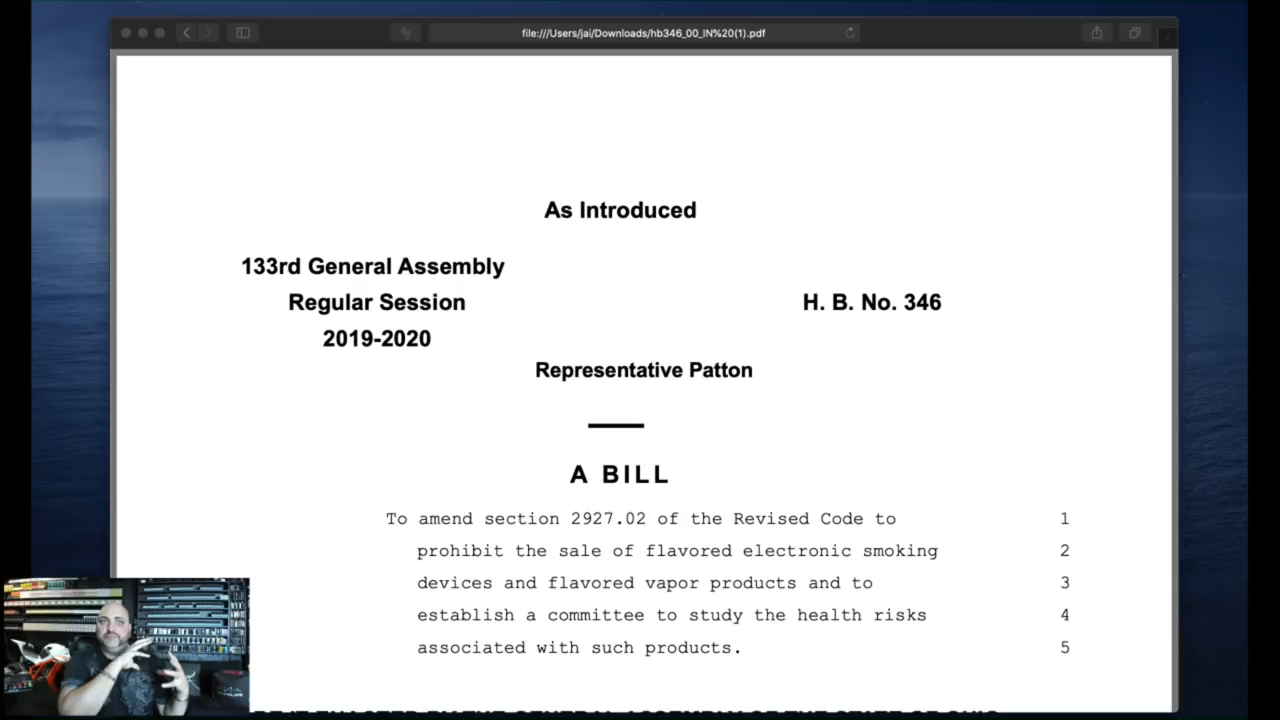 file:///Users/jai/Downloads/hb346_00_IN%20(1).pdf
As Introduced
133rd General Assembly
Regular Session
2019-2020
H. B. No. 346
Representative Patton
A BILL
To amend section 2927.02 of the Revised Code to 1
prohibit the sale of flavored electronic smoking 2
devices and flavored vapor products and to 3
establish a committee to study the health risks 4
associated with such products. 5